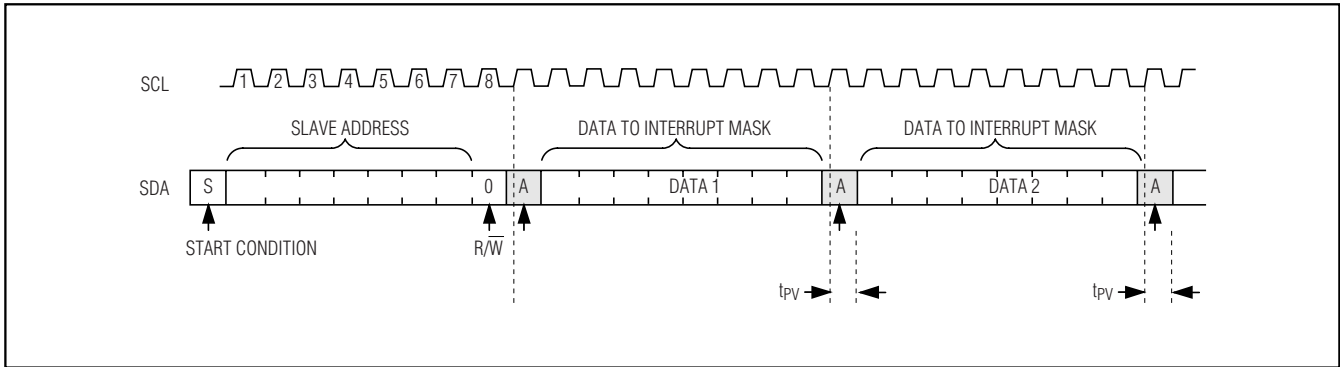 SCL 1 2 3 4 5 6 7 8
SLAVE ADDRESS DATA TO INTERRUPT MASK DATA TO INTERRUPT MASK
SDA S 0 A DATA 1 A DATA 2 A
START CONDITION R/W̅
tPV tPV